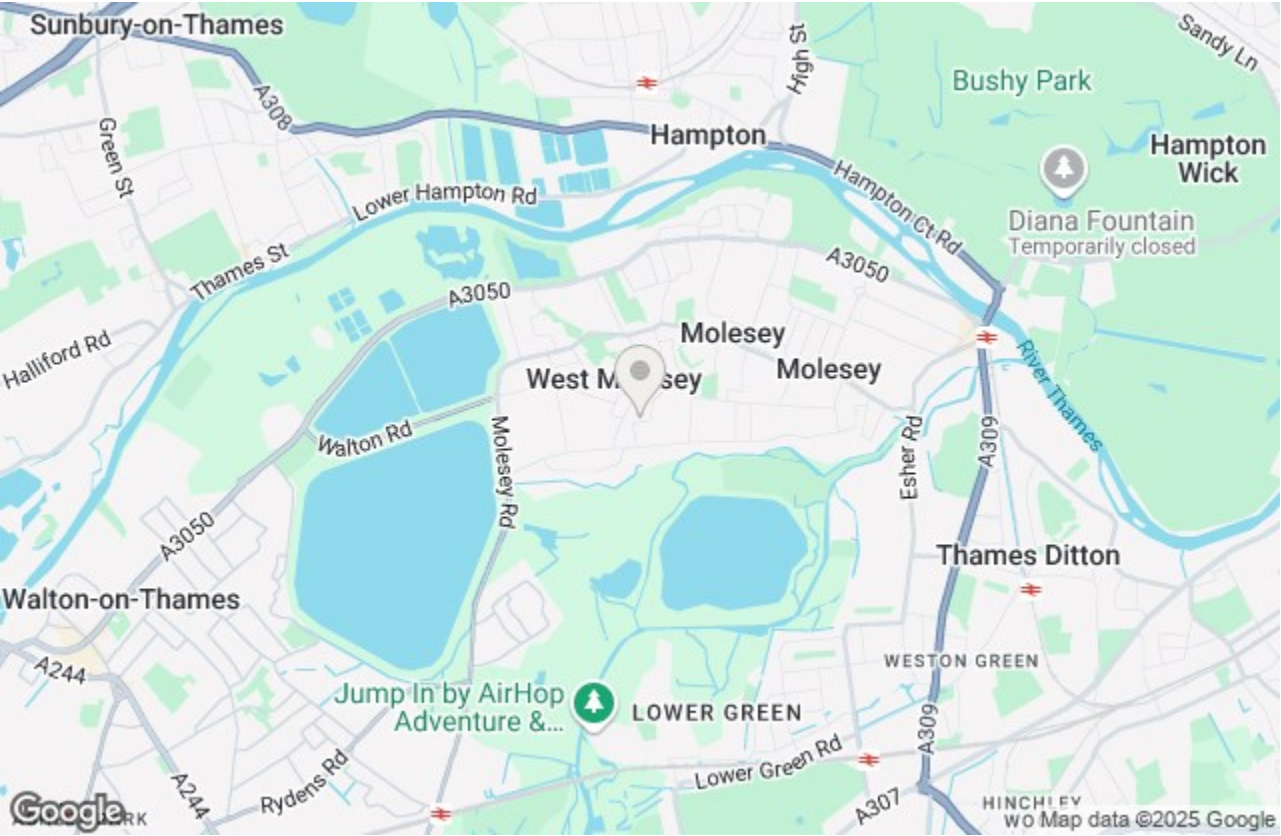 Sunbury-on-Thames
Sandy Ln
High St
Bushy Park
A308
Green St
Hampton
Hampton
Wick
Lower Hampton Rd
Hampton Ct Rd
Diana Fountain
Temporarily closed
Thames St
A3050
A3050
Halliford Rd
Molesey
River Thames
West M
sey
Molesey
Walton Rd
Molesey Rd
Esher Rd
A309
A3050
Thames Ditton
Walton-on-Thames
A244
WESTON GREEN
Jump In by AirHop
Adventure &...
LOWER GREEN
A309
Lower Green Rd
Rydens Rd
A244
A307
HINCHLEY
Google
PARK
wo Map data ©2025 Google